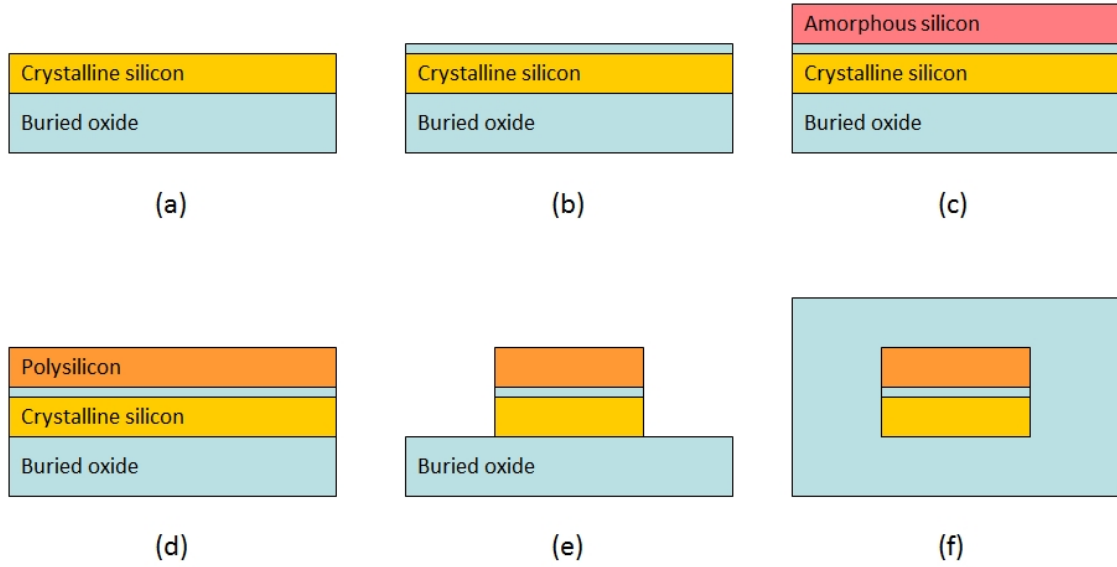 Crystalline silicon
Buried oxide
(a)
Crystalline silicon
Buried oxide
(b)
Amorphous silicon
Crystalline silicon
Buried oxide
(c)
Polysilicon
Crystalline silicon
Buried oxide
(d)
Buried oxide
(e)
(f)